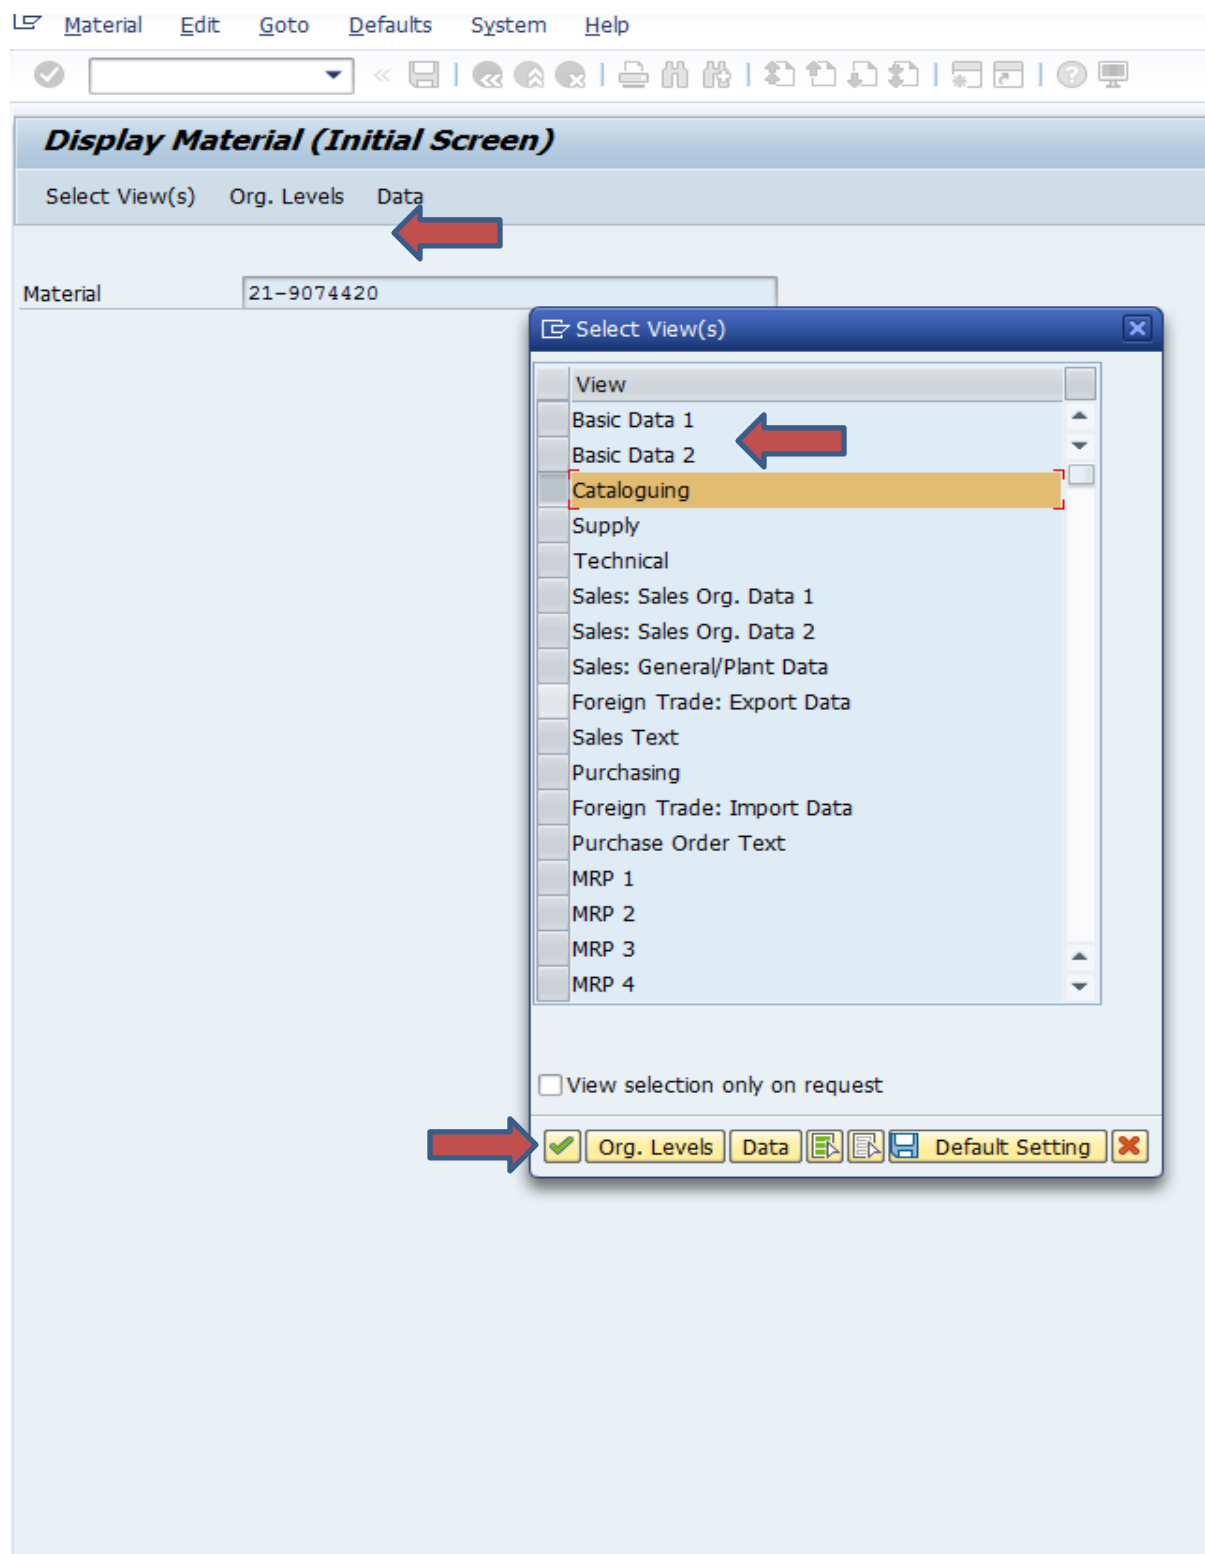 Material Edit Goto Defaults System Help
Display Material (Initial Screen)
Select View(s) Org. Levels Data
Material 21-9074420
Select View(s)
View
Basic Data 1
Basic Data 2
Cataloguing
Supply
Technical
Sales: Sales Org. Data 1
Sales: Sales Org. Data 2
Sales: General/Plant Data
Foreign Trade: Export Data
Sales Text
Purchasing
Foreign Trade: Import Data
Purchase Order Text
MRP 1
MRP 2
MRP 3
MRP 4
View selection only on request
Org. Levels Data Default Setting